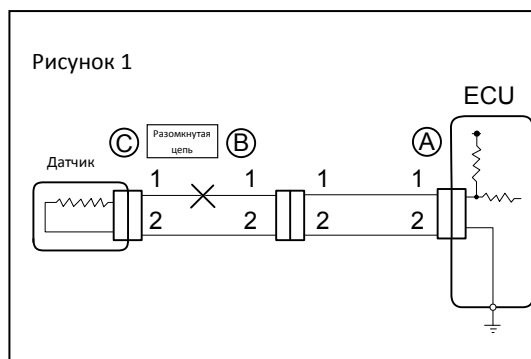 Рисунок 1
ECU
Датчик
C
Разомкнутая
цепь
B
A
1 1 1 1
2 2 2 2